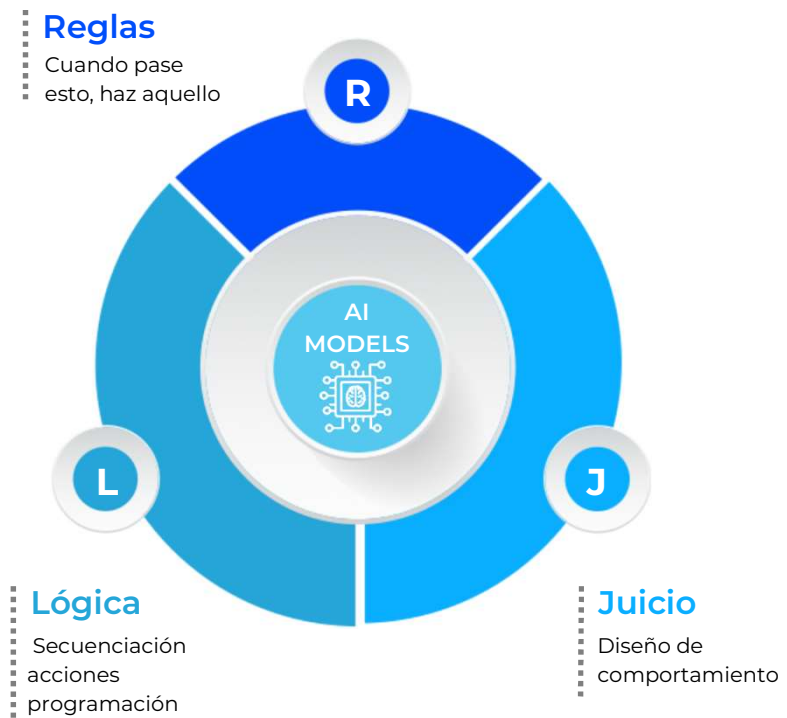 Reglas
Cuando pase
esto, haz aquello
R
AI
MODELS
L
J
Lógica
Secuenciación
acciones
programación
Juicio
Diseño de
comportamiento